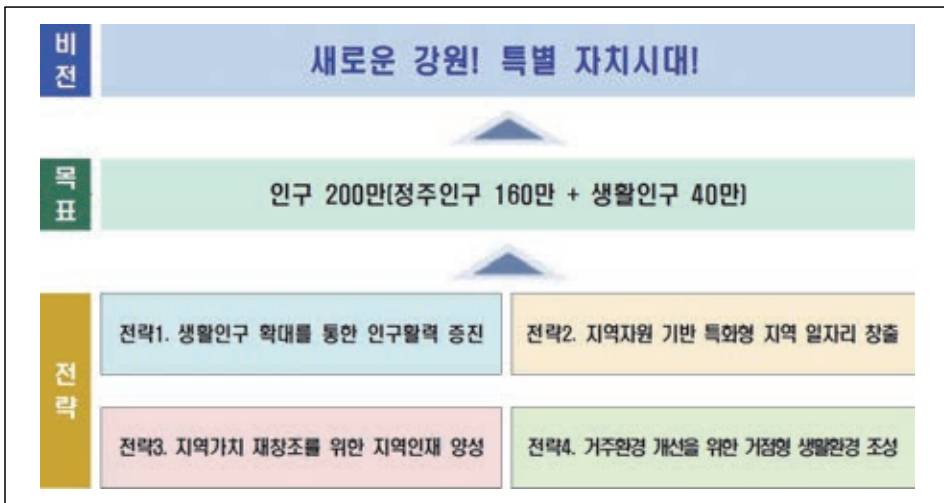 비전
새로운 강원! 특별 자치시대!
목표
인구 200만(정주인구 160만 + 생활인구 40만)
전략
전략1. 생활인구 확대를 통한 인구활력 증진
전략2. 지역자원 기반 특화형 지역 일자리 창출
전략3. 지역가치 재창조를 위한 지역인재 양성
전략4. 거주환경 개선을 위한 거점형 생활환경 조성